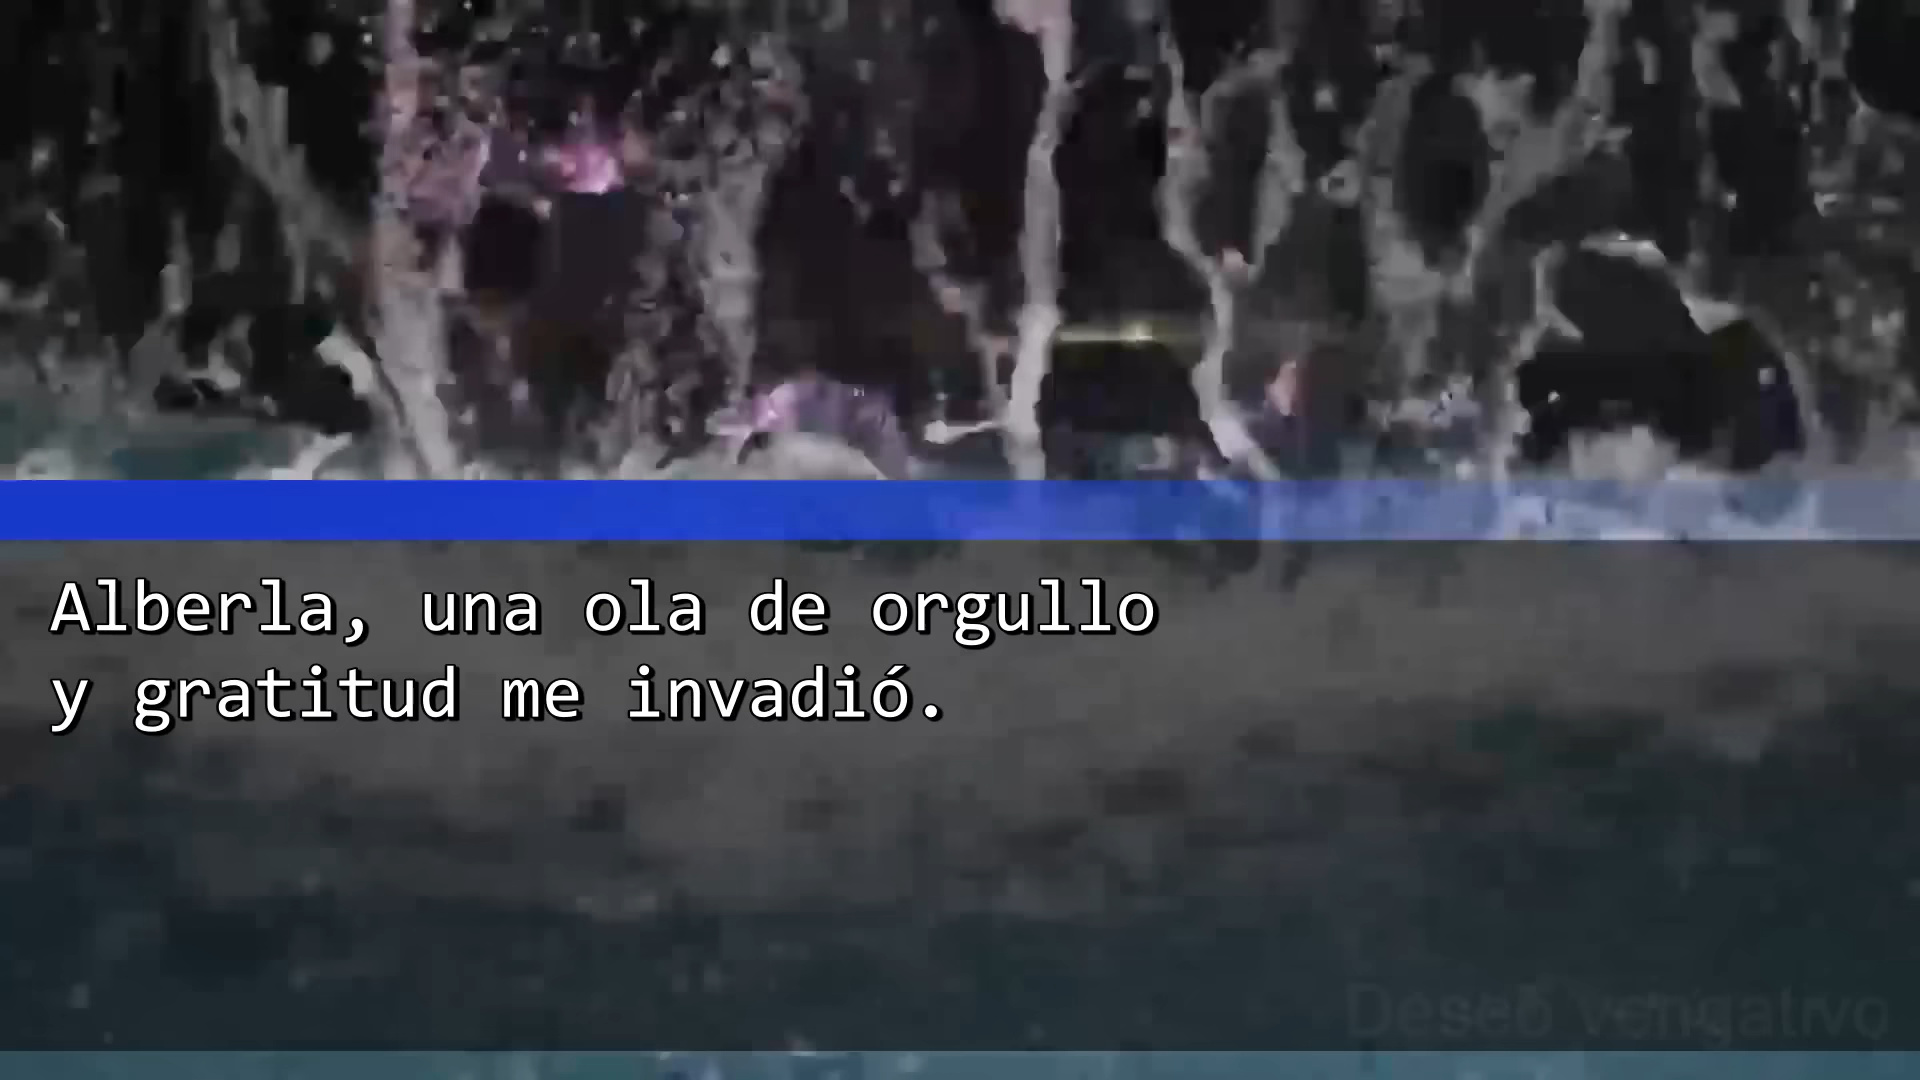 Alberla, una ola de orgullo
y gratitud me invadió.
Deseo vengativo